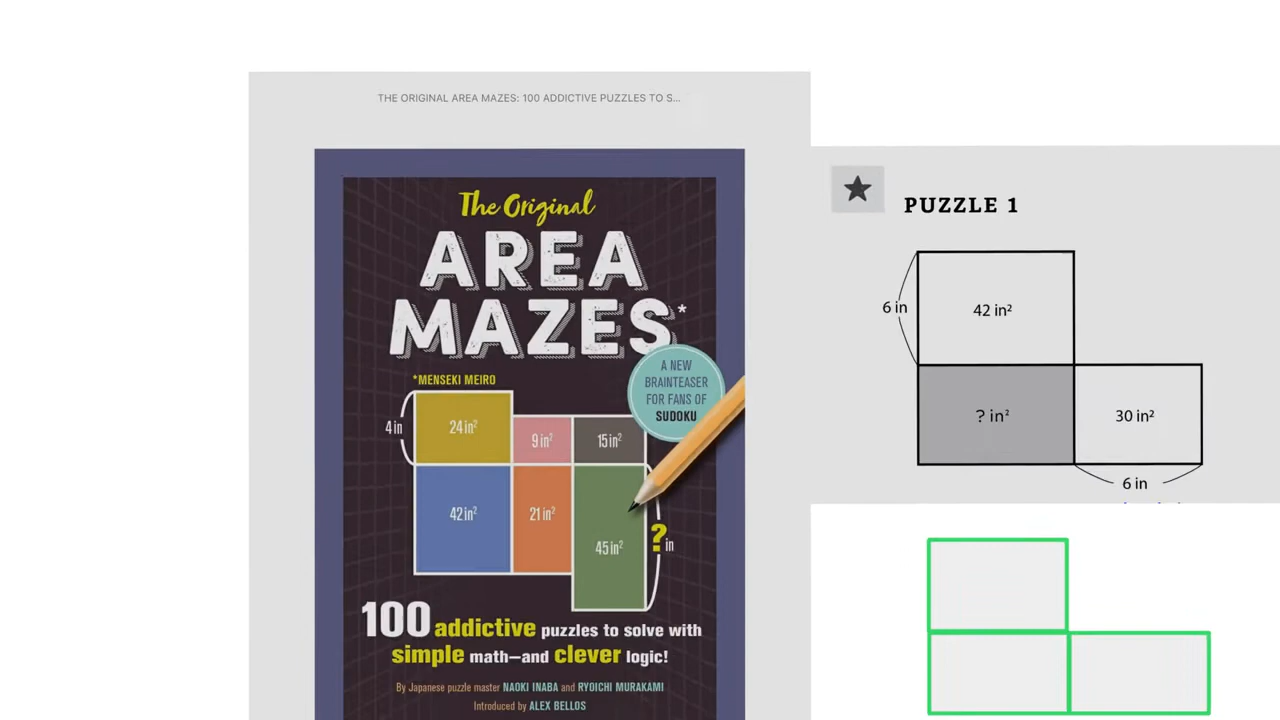 THE ORIGINAL AREA MAZES: 100 ADDICTIVE PUZZLES TO S...
The Original
AREA
MAZES*
*MENSEKI MEIRO
A NEW
BRAINTEASER
FOR FANS OF
SUDOKU
4 in
24 in²
9 in²
15 in²
42 in²
21 in²
45 in²
? in
100 addictive puzzles to solve with
simple math—and clever logic!
By Japanese puzzle master NAOKI INABA and RYOICHI MURAKAMI
Introduced by ALEX BELLOS
PUZZLE 1
6 in
42 in²
? in²
30 in²
6 in